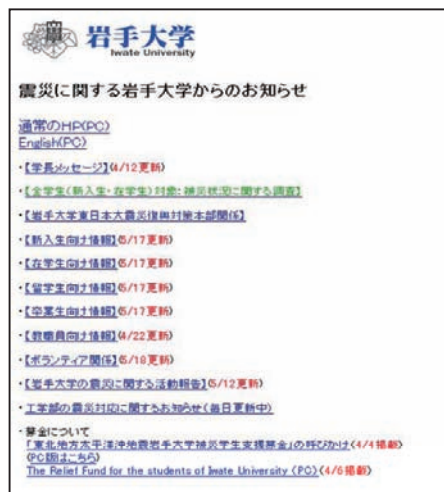 岩手大学
Iwate University
震災に関する岩手大学からのお知らせ
通常のHP(PC)
English(PC)
・【学長メッセージ】(4/12更新)
・【全学生(新入生・在学生)対象:被災状況に関する調査】
・【岩手大学東日本大震災復興対策本部関係】
・【新入生向け情報】(5/17更新)
・【在学生向け情報】(5/17更新)
・【留学生向け情報】(5/17更新)
・【卒業生向け情報】(5/17更新)
・【教職員向け情報】(4/22更新)
・【ボランティア関係】(5/18更新)
・【岩手大学の震災に関する活動報告】(5/12更新)
・工学部の震災対応に関するお知らせ(毎日更新中)
・募金について
「東北地方太平洋沖地震岩手大学被災学生支援募金」の呼びかけ(4/4掲載)
(PC版はこちら)
The Relief Fund for the students of Iwate University (PC)(4/6掲載)